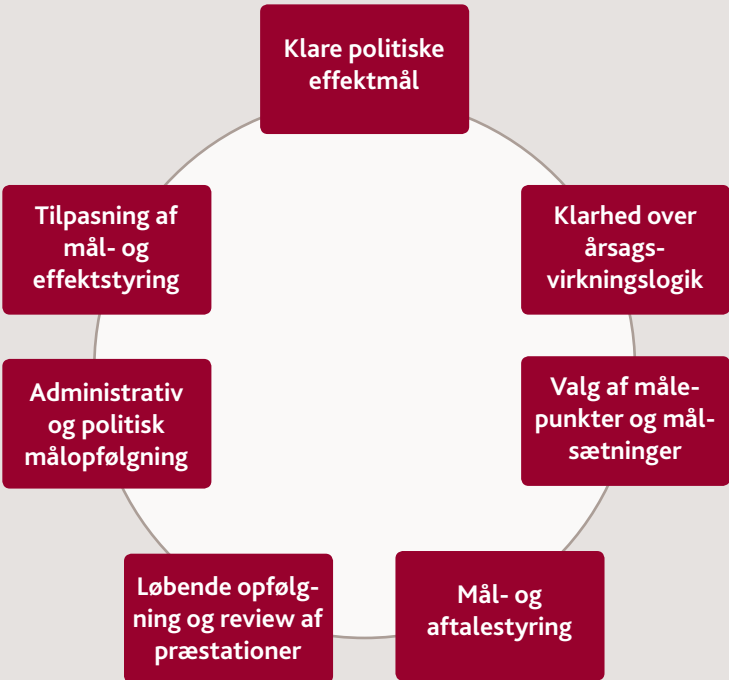 Klare politiske
effektmål
Klarhed over
årsags-
virkningslogik
Valg af måle-
punkter og mål-
sætninger
Mål- og
aftalestyring
Løbende opfølg-
ning og review af
præstationer
Administrativ
og politisk
målopfølgning
Tilpasning af
mål- og
effektstyring